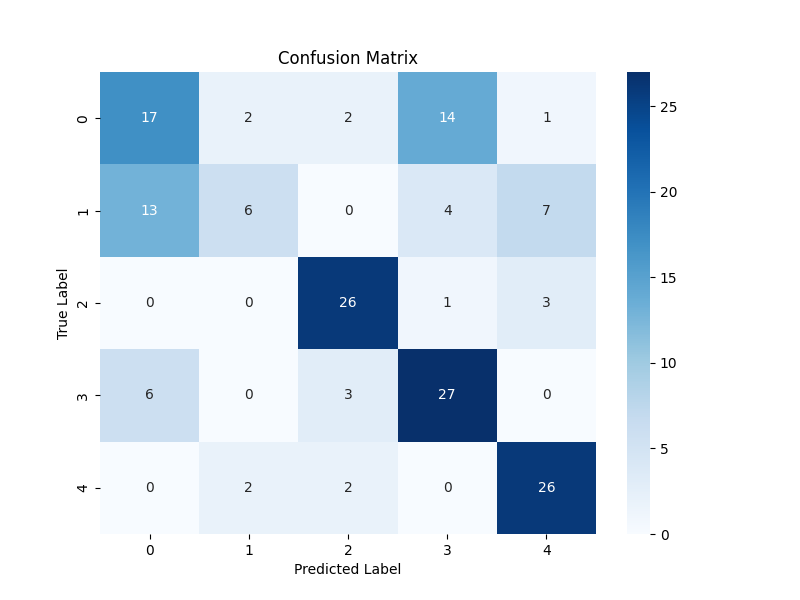 Confusion Matrix
True Label
0 17 2 2 14 1
1 13 6 0 4 7
2 0 0 26 1 3
3 6 0 3 27 0
4 0 2 2 0 26
0 1 2 3 4
Predicted Label
25
20
15
10
5
0